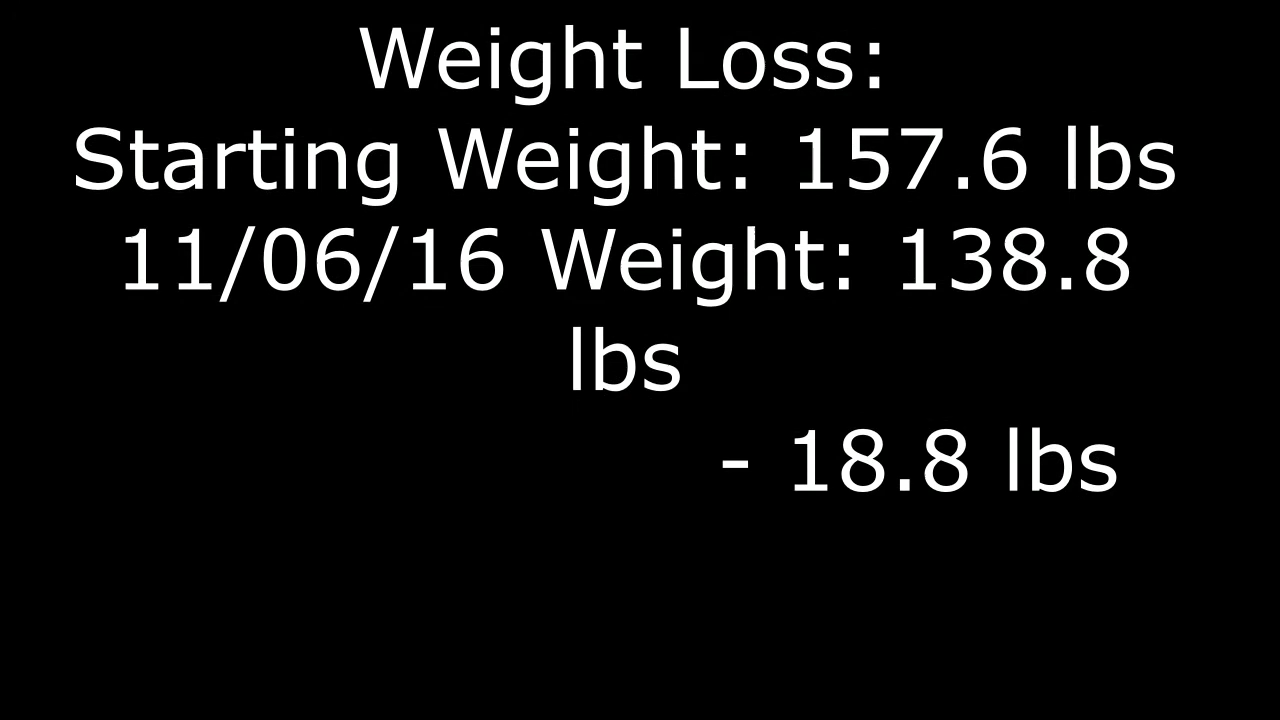 Weight Loss:
Starting Weight: 157.6 lbs
11/06/16 Weight: 138.8
lbs
- 18.8 lbs